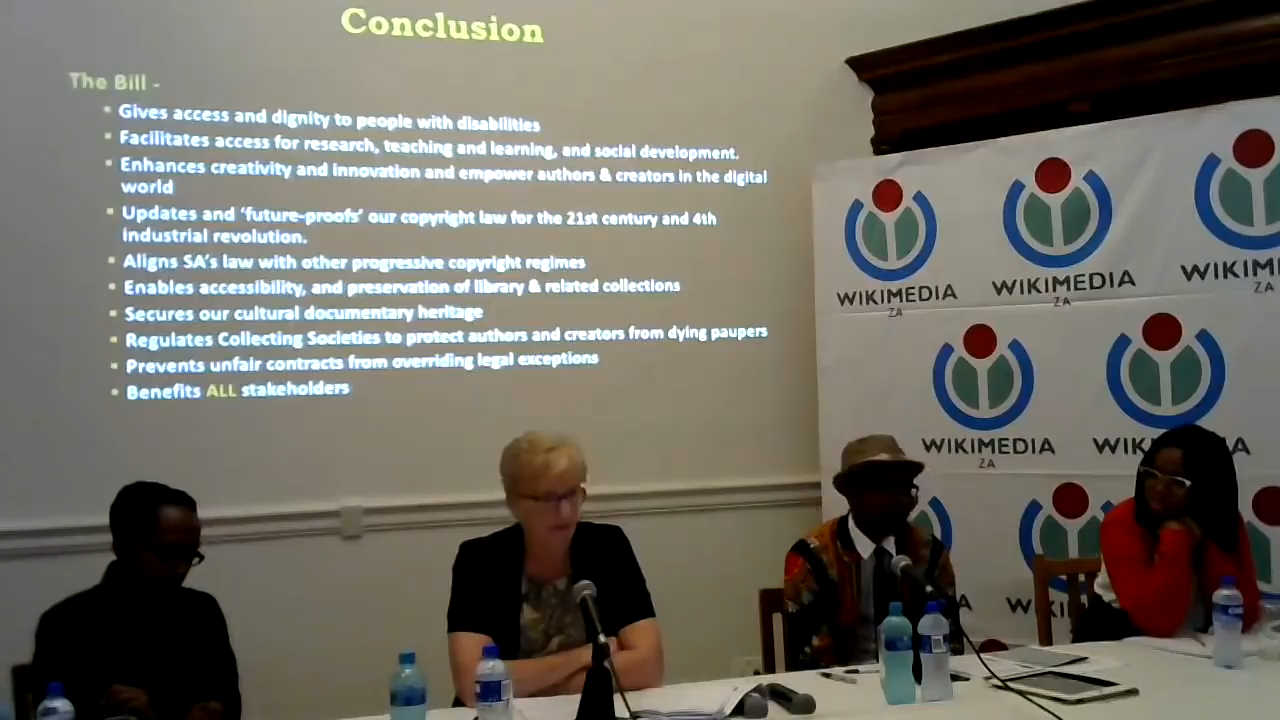 Conclusion
The Bill -
Gives access and dignity to people with disabilities
Facilitates access for research, teaching and learning, and social development.
Enhances creativity and innovation and empower authors & creators in the digital
world
Updates and ‘future-proofs’ our copyright law for the 21st century and 4th
industrial revolution.
Aligns SA’s law with other progressive copyright regimes
Enables accessibility, and preservation of library & related collections
Secures our cultural documentary heritage
Regulates Collecting Societies to protect authors and creators from dying paupers
Prevents unfair contracts from overriding legal exceptions
Benefits ALL stakeholders
WIKIMEDIA
ZA
WIKIMEDIA
ZA
WIKIM
ZA
WIKIMEDIA
ZA
WIK A
A
WIKI